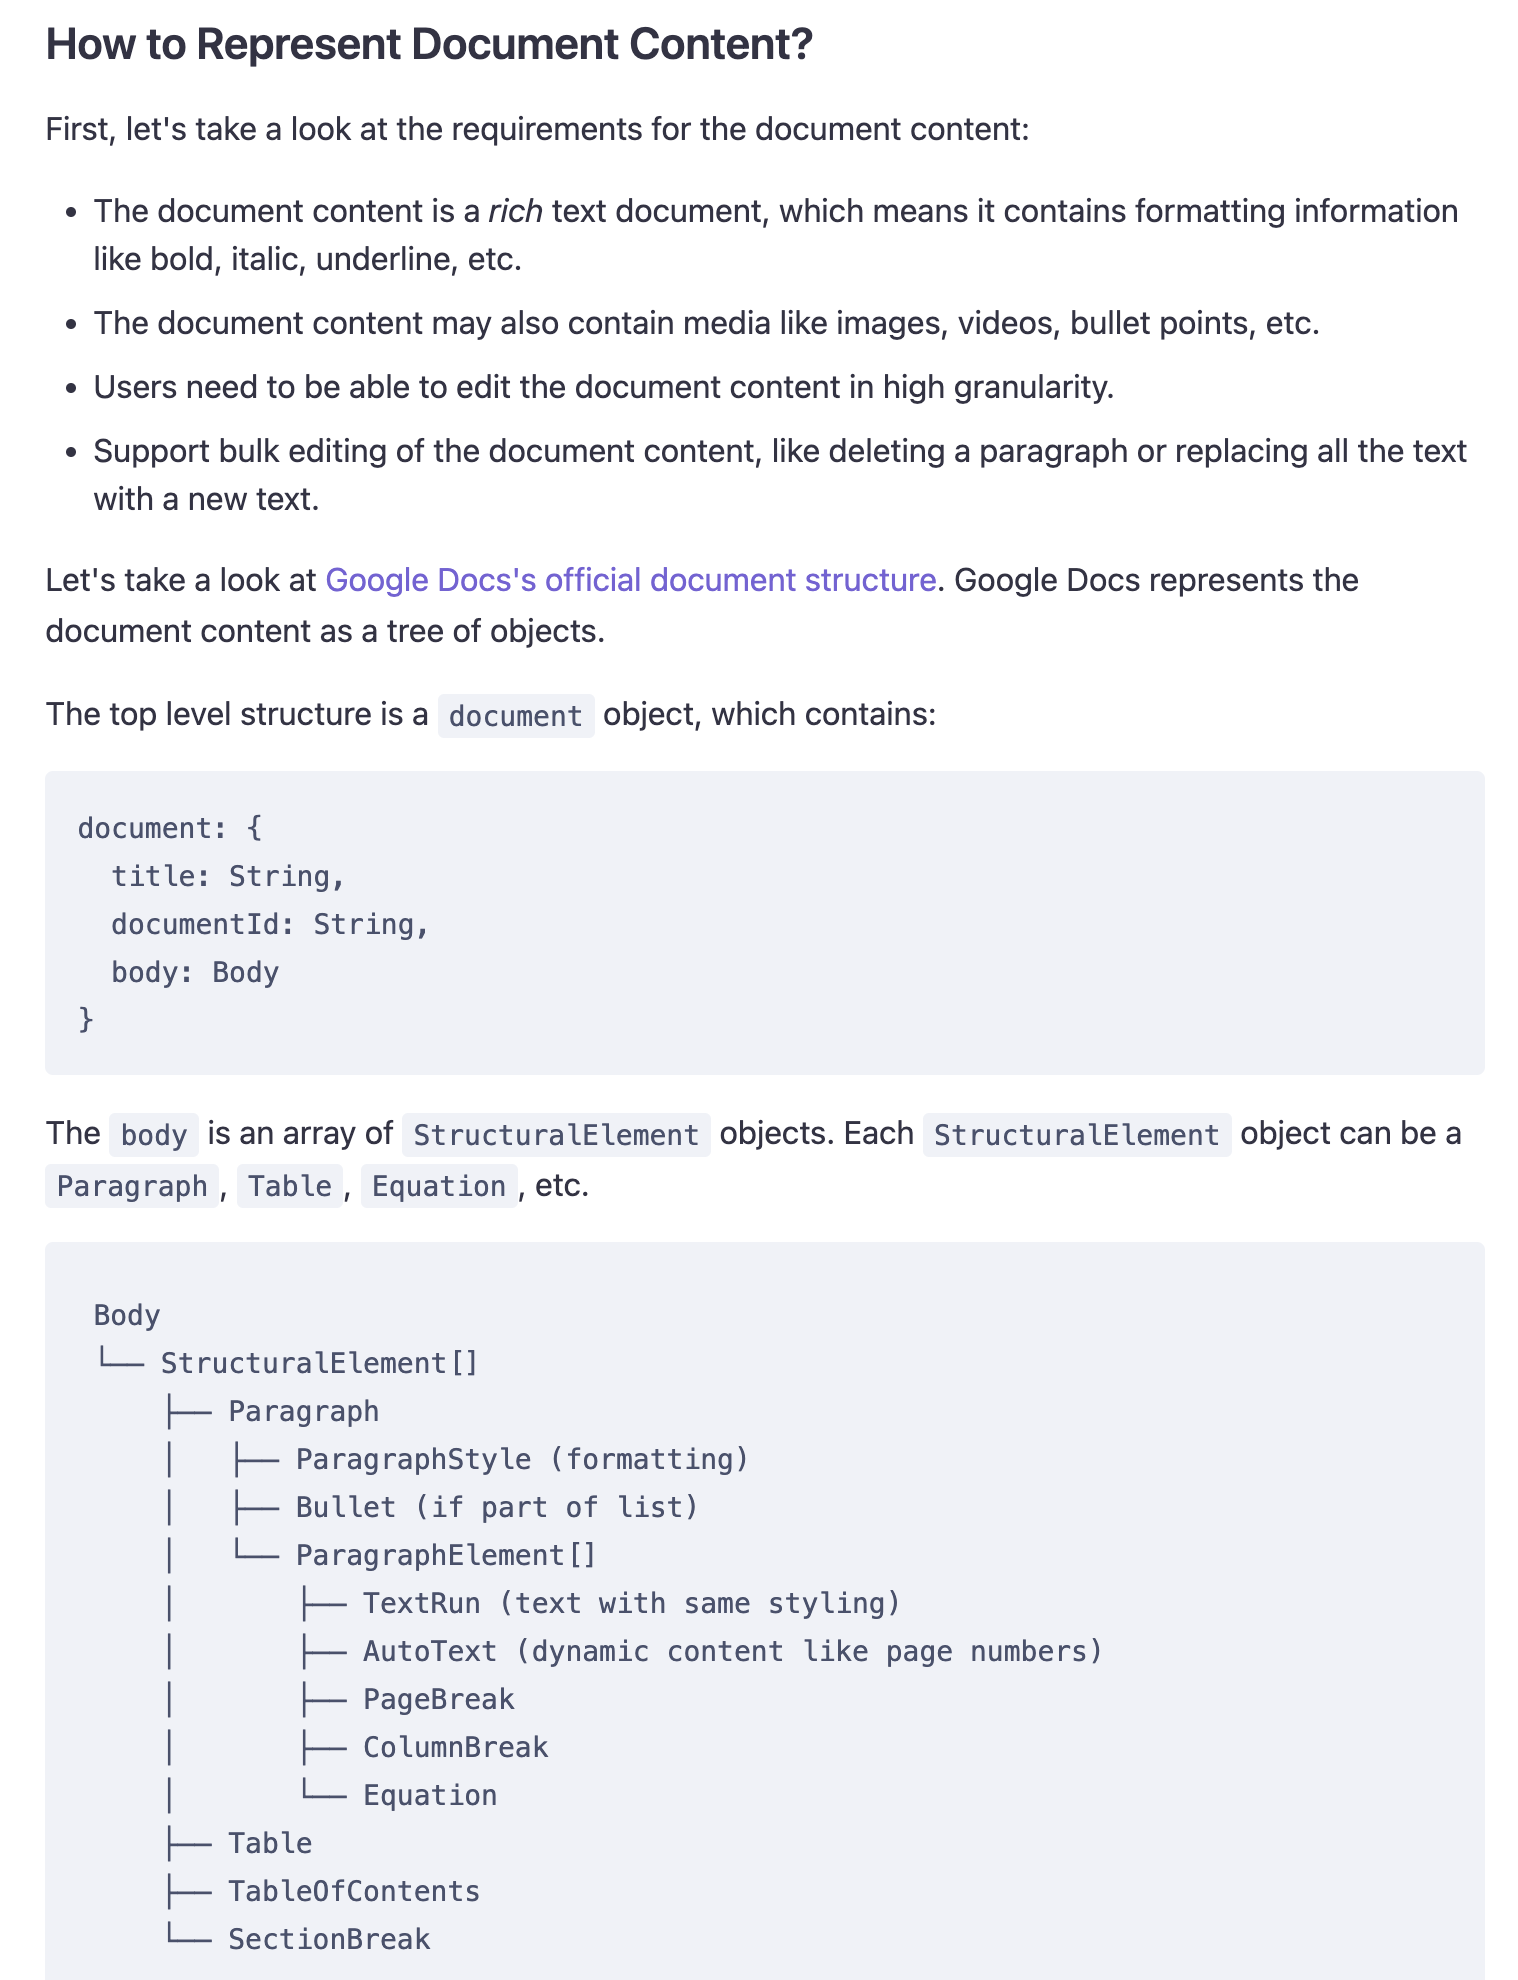 How to Represent Document Content?
First, let's take a look at the requirements for the document content:
• The document content is a rich text document, which means it contains formatting information
like bold, italic, underline, etc.
• The document content may also contain media like images, videos, bullet points, etc.
• Users need to be able to edit the document content in high granularity.
• Support bulk editing of the document content, like deleting a paragraph or replacing all the text
with a new text.
Let's take a look at Google Docs's official document structure. Google Docs represents the
document content as a tree of objects.
The top level structure is a document object, which contains:
document: {
  title: String,
  documentId: String,
  body: Body
}
The body is an array of StructuralElement objects. Each StructuralElement object can be a
Paragraph, Table, Equation, etc.
Body
└── StructuralElement[]
    ├── Paragraph
    │   ├── ParagraphStyle (formatting)
    │   ├── Bullet (if part of list)
    │   └── ParagraphElement[]
    │       ├── TextRun (text with same styling)
    │       ├── AutoText (dynamic content like page numbers)
    │       ├── PageBreak
    │       ├── ColumnBreak
    │       └── Equation
    ├── Table
    ├── TableOfContents
    └── SectionBreak